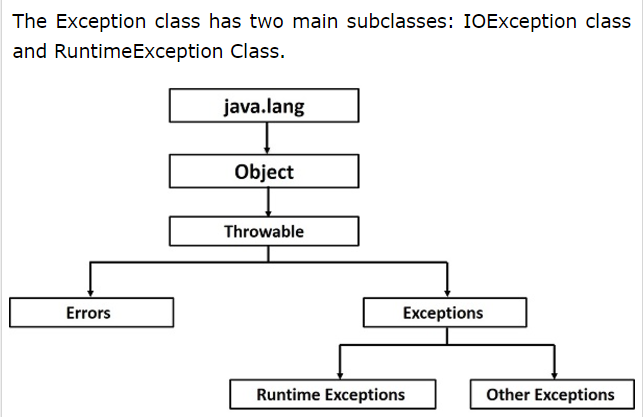 The Exception class has two main subclasses: IOException class
and RuntimeException Class.
java.lang
Object
Throwable
Errors
Exceptions
Runtime Exceptions
Other Exceptions